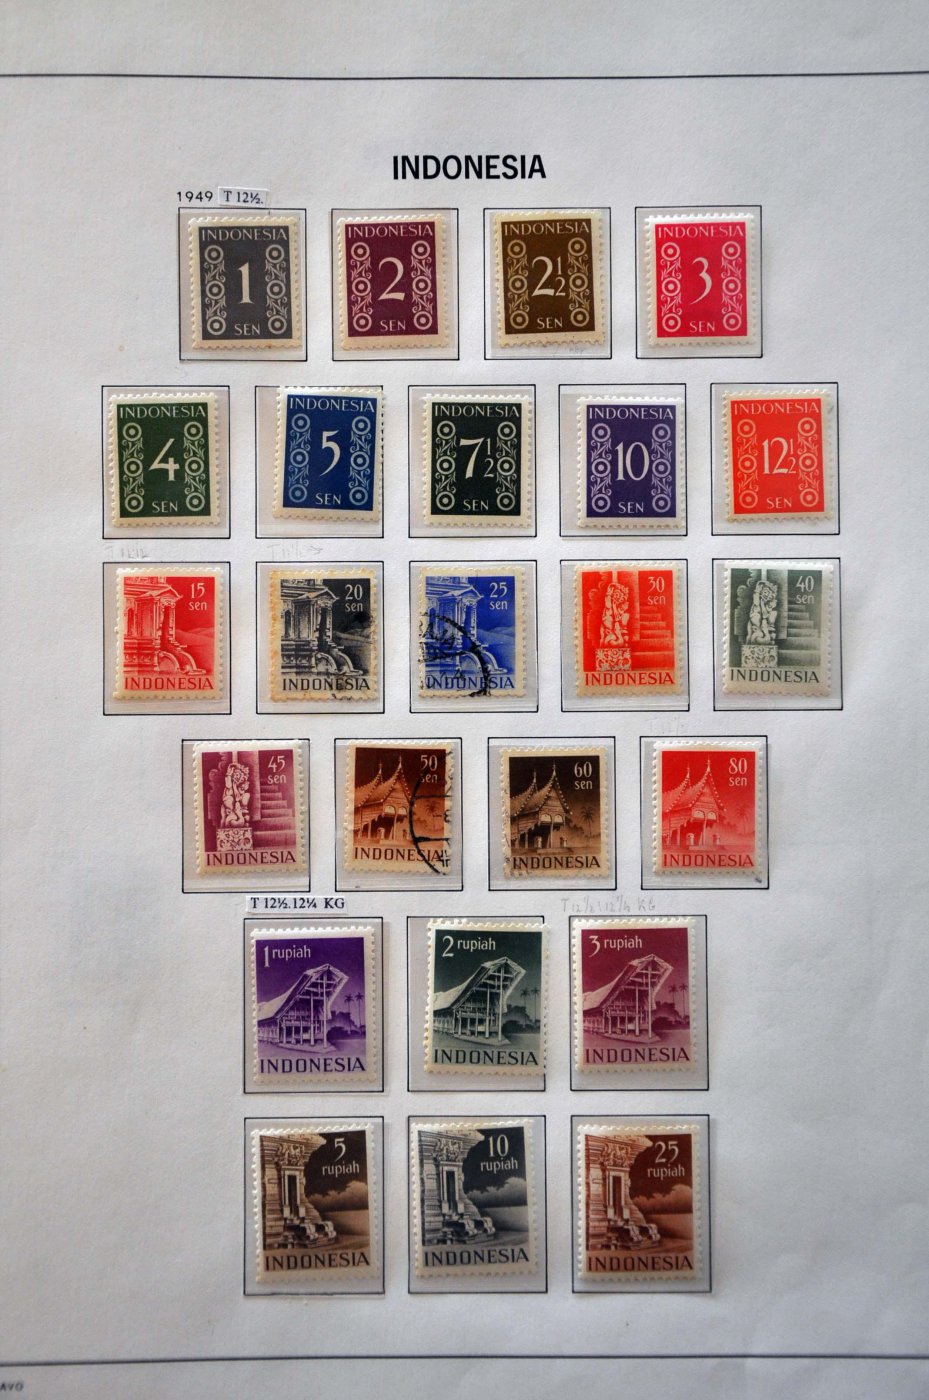 INDONESIA
1949 T 12½.
INDONESIA
1
SEN
INDONESIA
2
SEN
INDONESIA
2½
SEN
INDONESIA
3
SEN
INDONESIA
4
SEN
INDONESIA
5
SEN
INDONESIA
7½
SEN
INDONESIA
10
SEN
INDONESIA
12½
SEN
15
sen
INDONESIA
20
sen
INDONESIA
25
sen
INDONESIA
30
sen
INDONESIA
40
sen
INDONESIA
45
sen
INDONESIA
50
sen
INDONESIA
60
sen
INDONESIA
80
sen
INDONESIA
T 12½.12¼ KG
1 rupiah
INDONESIA
2 rupiah
INDONESIA
3 rupiah
INDONESIA
5
rupiah
INDONESIA
10
rupiah
INDONESIA
25
rupiah
INDONESIA